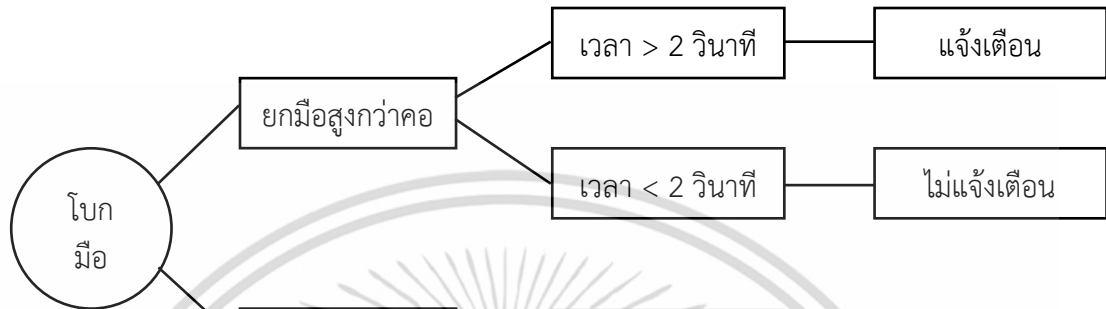 เวลา > 2 วินาที
แจ้งเตือน
ยกมือสูงกว่าคอ
เวลา < 2 วินาที
ไม่แจ้งเตือน
โบก
มือ